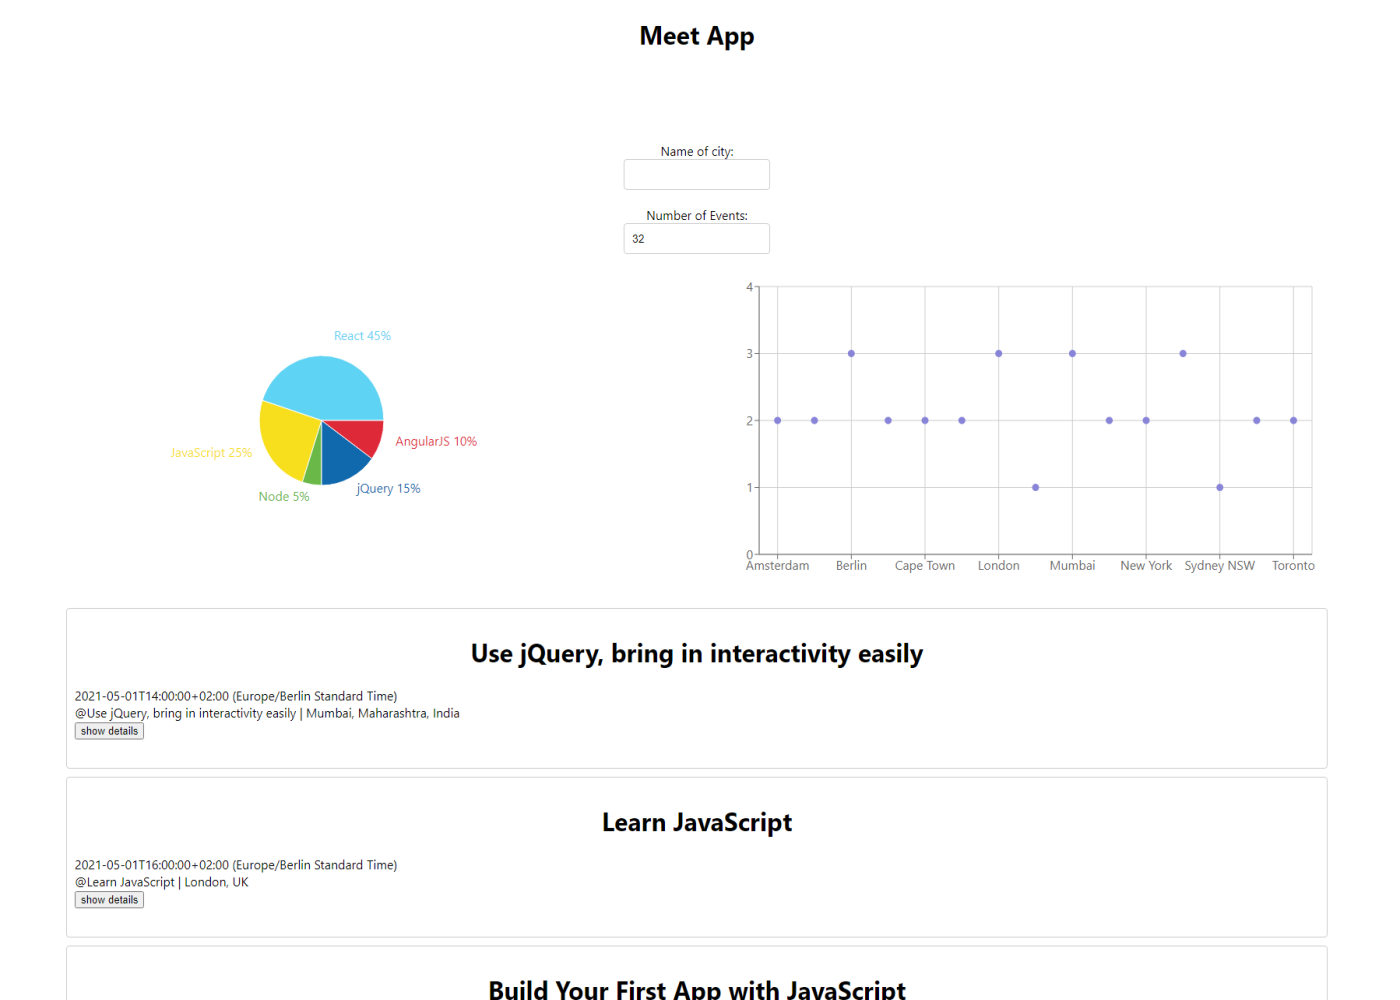 Meet App
Name of city:
Number of Events:
32
React 45%
JavaScript 25%
Node 5%
jQuery 15%
AngularJS 10%
4
3
2
1
0
Amsterdam Berlin Cape Town London Mumbai New York Sydney NSW Toronto
Use jQuery, bring in interactivity easily
2021-05-01T14:00:00+02:00 (Europe/Berlin Standard Time)
@Use jQuery, bring in interactivity easily | Mumbai, Maharashtra, India
show details
Learn JavaScript
2021-05-01T16:00:00+02:00 (Europe/Berlin Standard Time)
@Learn JavaScript | London, UK
show details
Build Your First App with JavaScript